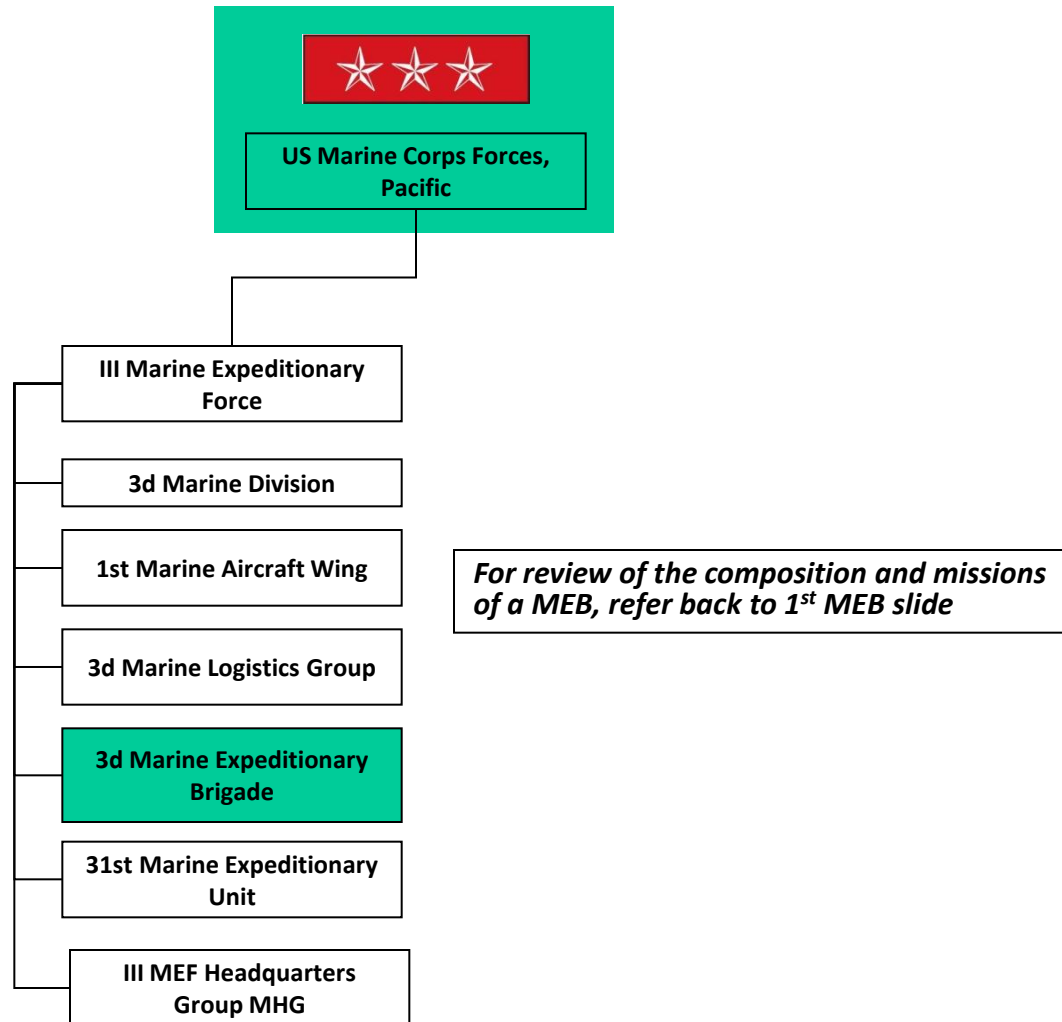 US Marine Corps Forces,
Pacific
III Marine Expeditionary
Force
3d Marine Division
1st Marine Aircraft Wing
For review of the composition and missions
of a MEB, refer back to 1st MEB slide
3d Marine Logistics Group
3d Marine Expeditionary
Brigade
31st Marine Expeditionary
Unit
III MEF Headquarters
Group MHG